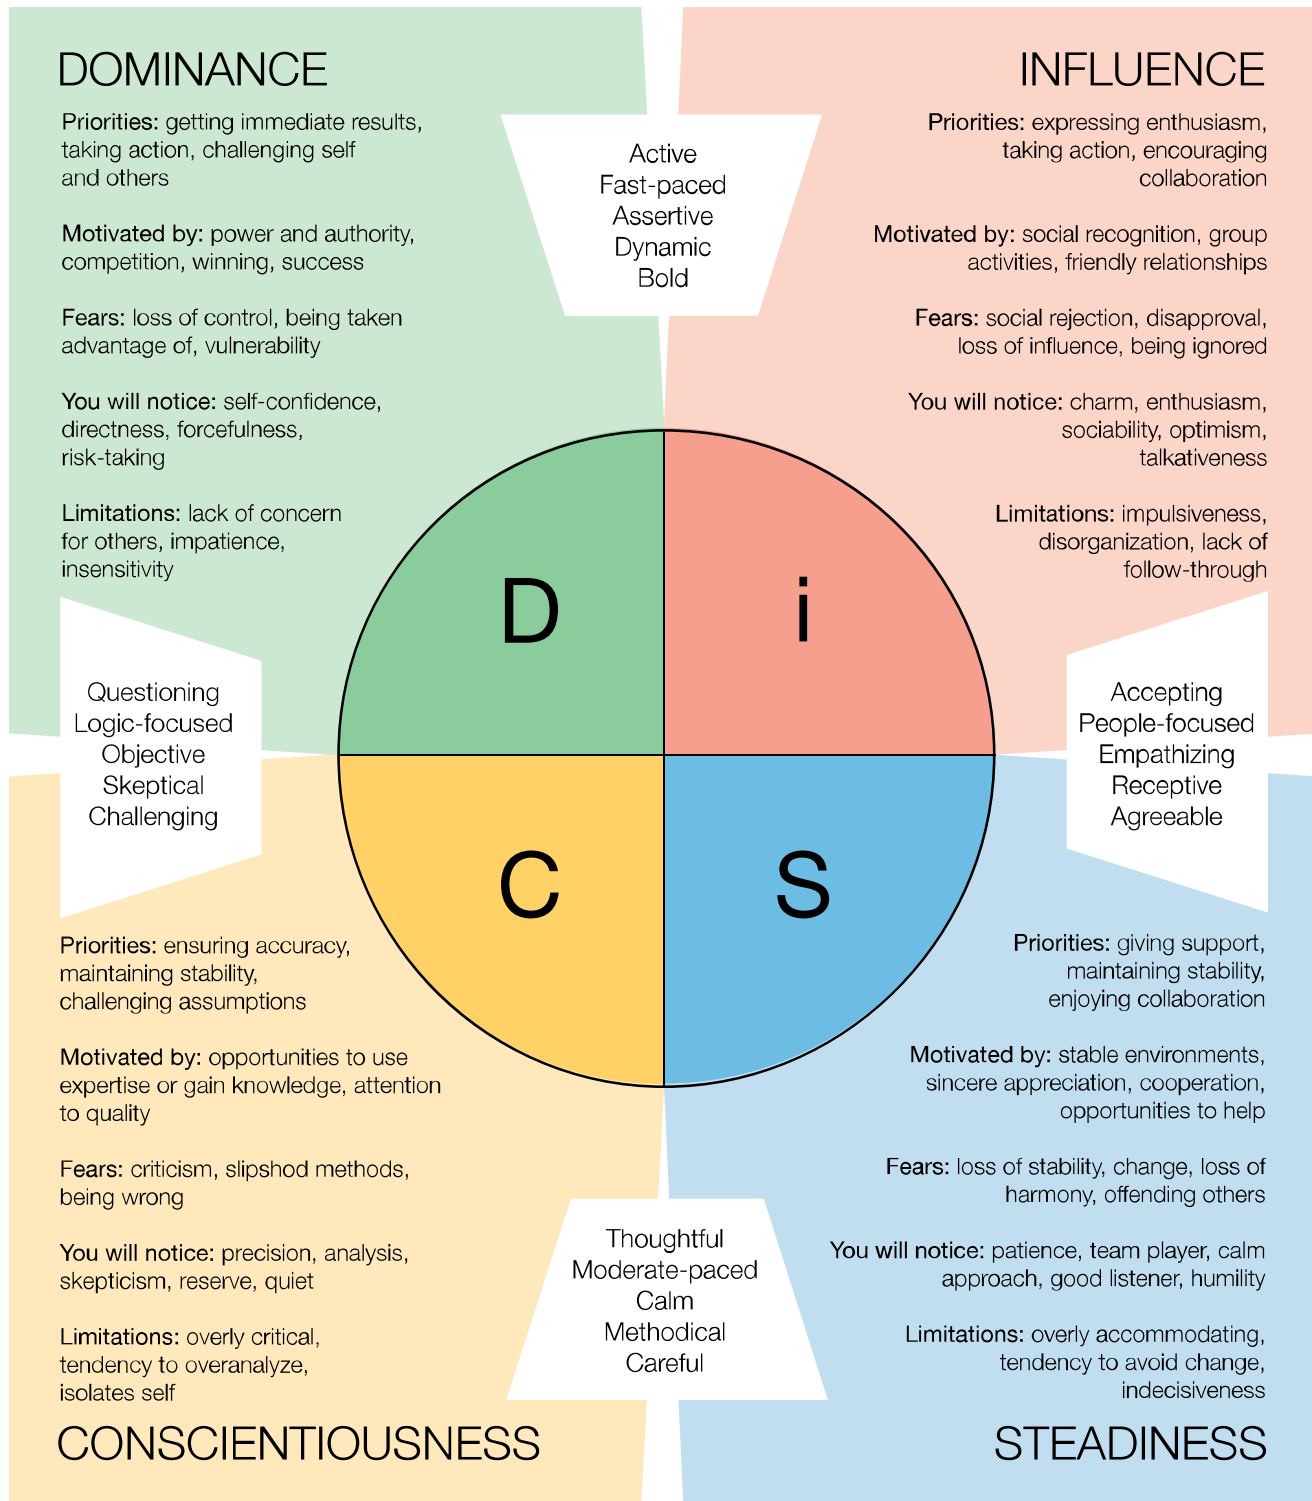 DOMINANCE
Priorities: getting immediate results,
taking action, challenging self
and others
Motivated by: power and authority,
competition, winning, success
Fears: loss of control, being taken
advantage of, vulnerability
You will notice: self-confidence,
directness, forcefulness,
risk-taking
Limitations: lack of concern
for others, impatience,
insensitivity
Active
Fast-paced
Assertive
Dynamic
Bold
INFLUENCE
Priorities: expressing enthusiasm,
taking action, encouraging
collaboration
Motivated by: social recognition, group
activities, friendly relationships
Fears: social rejection, disapproval,
loss of influence, being ignored
You will notice: charm, enthusiasm,
sociability, optimism,
talkativeness
Limitations: impulsiveness,
disorganization, lack of
follow-through
D
i
Questioning
Logic-focused
Objective
Skeptical
Challenging
Accepting
People-focused
Empathizing
Receptive
Agreeable
C
S
Priorities: ensuring accuracy,
maintaining stability,
challenging assumptions
Motivated by: opportunities to use
expertise or gain knowledge, attention
to quality
Fears: criticism, slipshod methods,
being wrong
You will notice: precision, analysis,
skepticism, reserve, quiet
Limitations: overly critical,
tendency to overanalyze,
isolates self
CONSCIENTIOUSNESS
Thoughtful
Moderate-paced
Calm
Methodical
Careful
Priorities: giving support,
maintaining stability,
enjoying collaboration
Motivated by: stable environments,
sincere appreciation, cooperation,
opportunities to help
Fears: loss of stability, change, loss of
harmony, offending others
You will notice: patience, team player, calm
approach, good listener, humility
Limitations: overly accommodating,
tendency to avoid change,
indecisiveness
STEADINESS